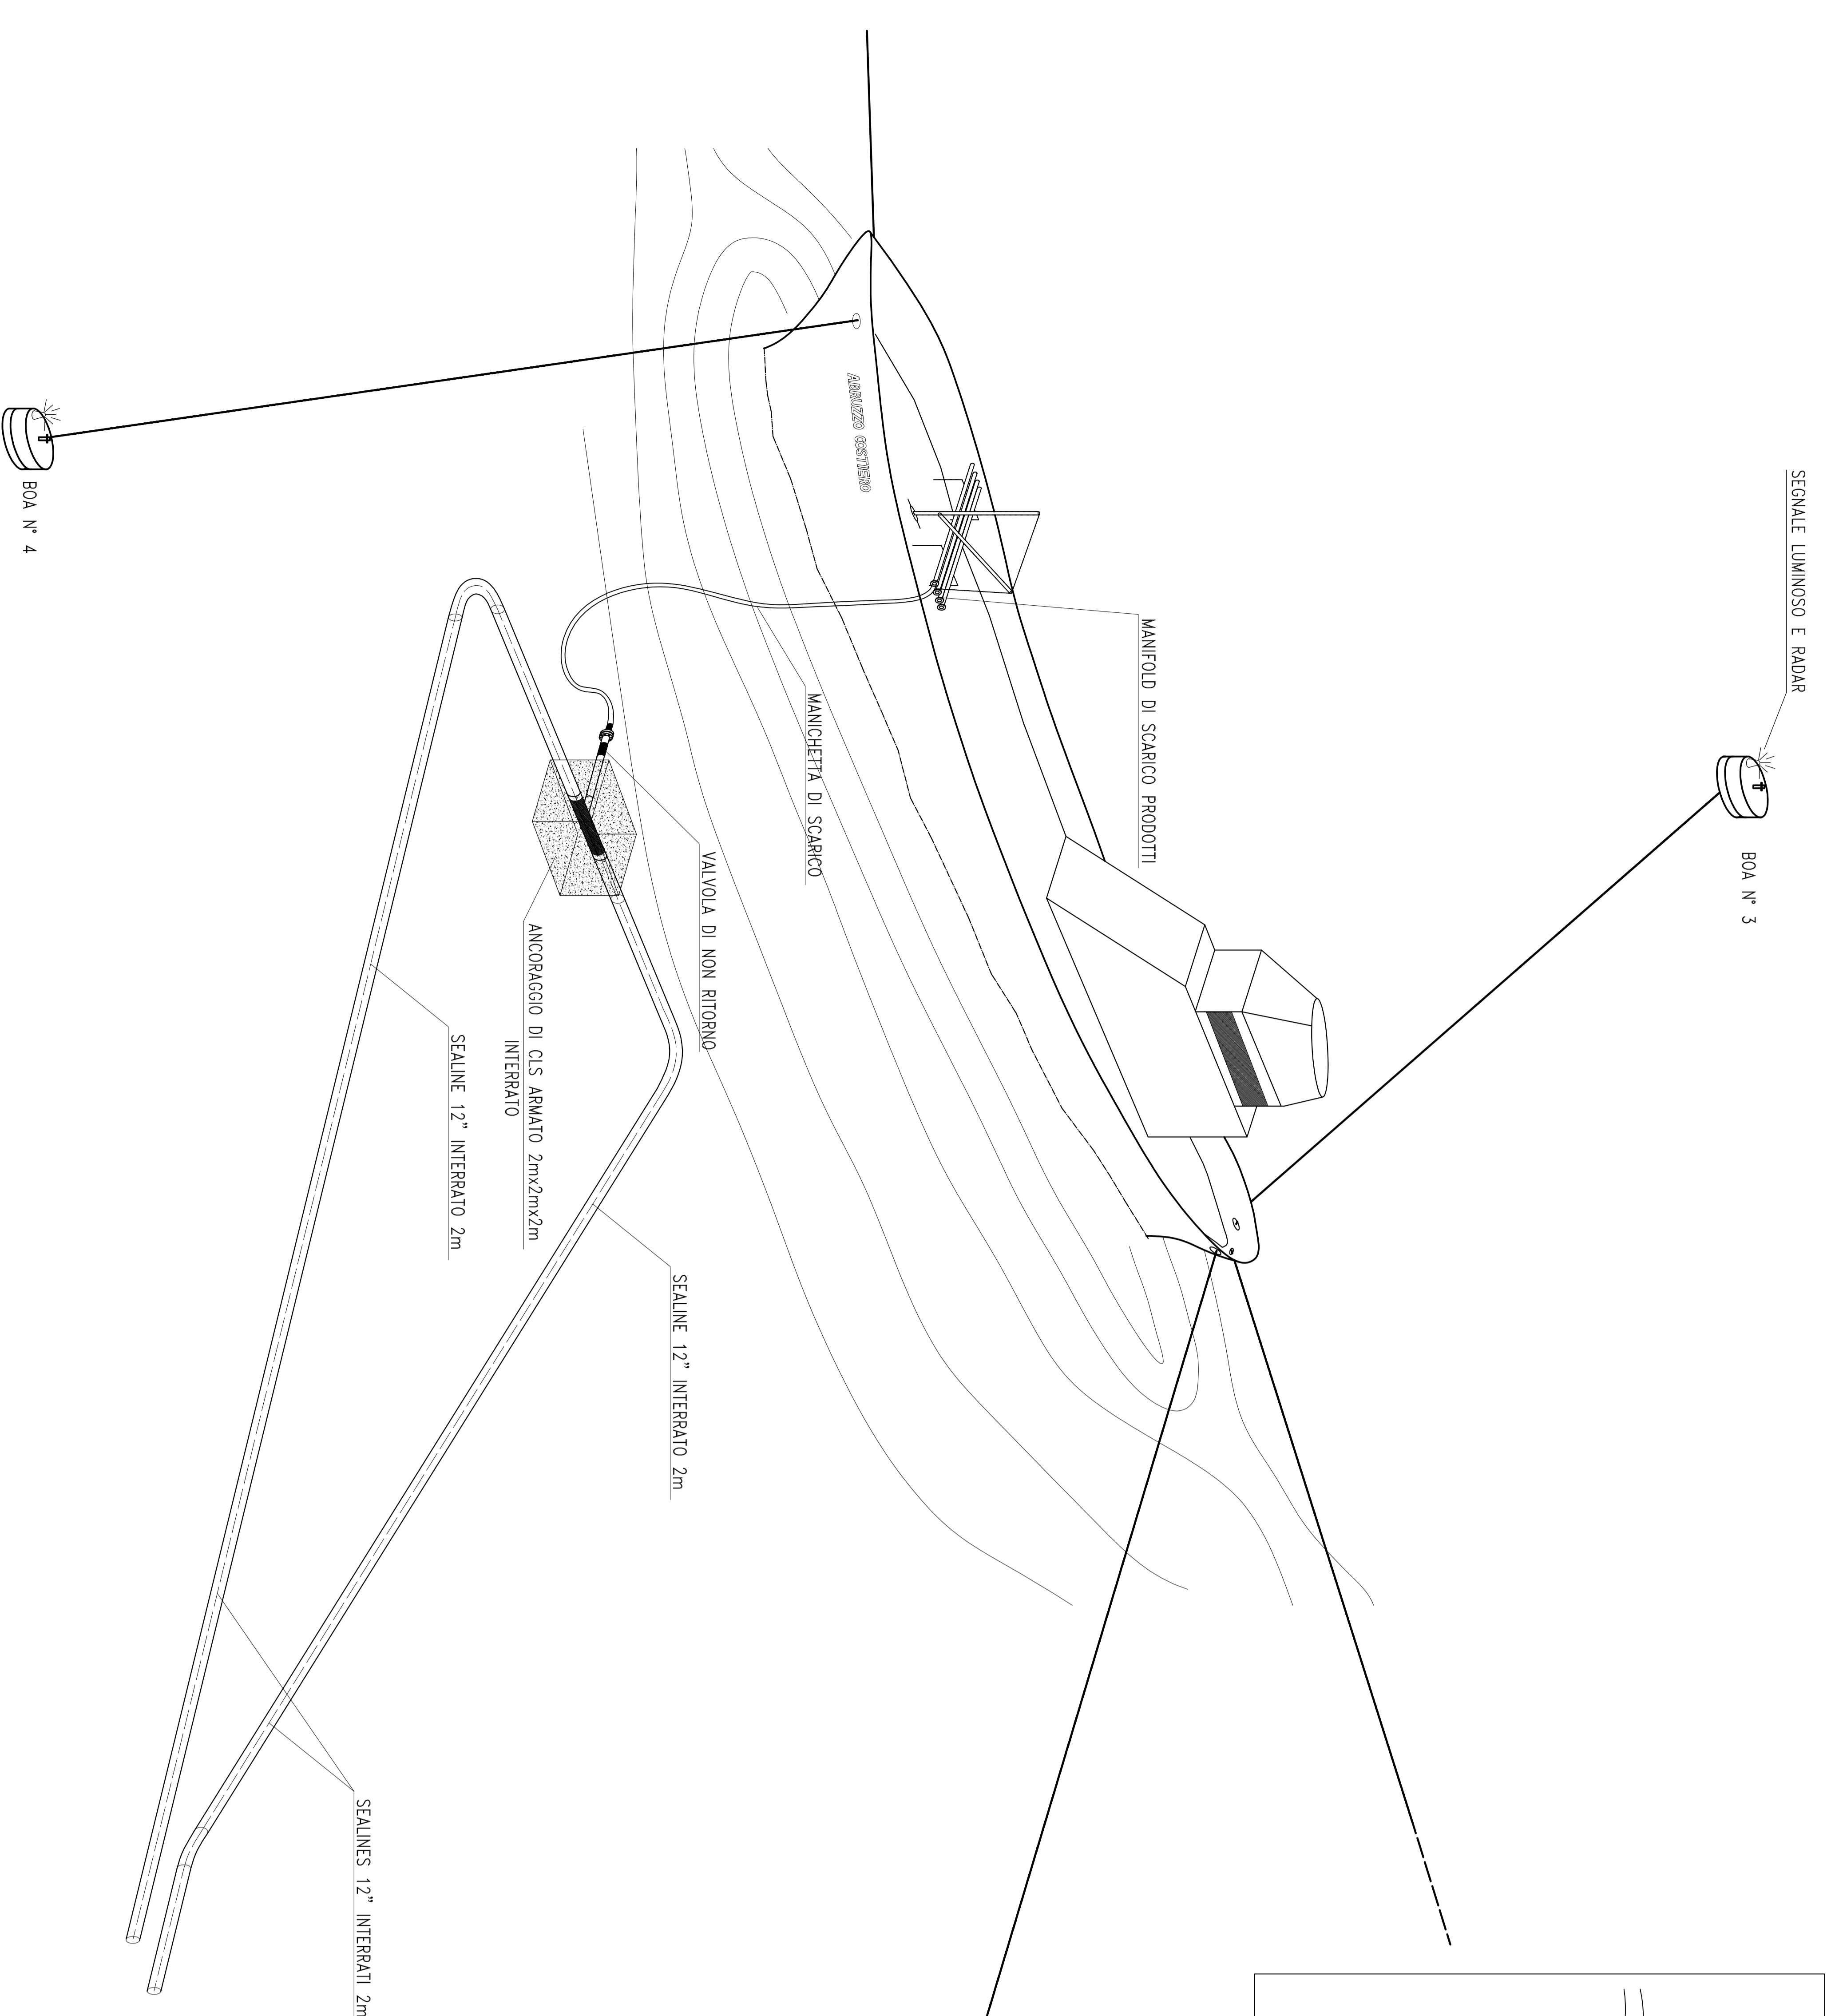 SEGNALE LUMINOSO E RADAR
BOA N° 3
MANIFOLD DI SCARICO PRODOTTI
ABRUZZO COSTIERO
MANICHETTA DI SCARICO
VALVOLA DI NON RITORNO
SEALINE 12" INTERRATO 2m
ANCORAGGIO DI CLS ARMATO 2mx2mx2m
INTERRATO
SEALINE 12" INTERRATO 2m
SEALINES 12" INTERRATI 2m
BOA N° 4